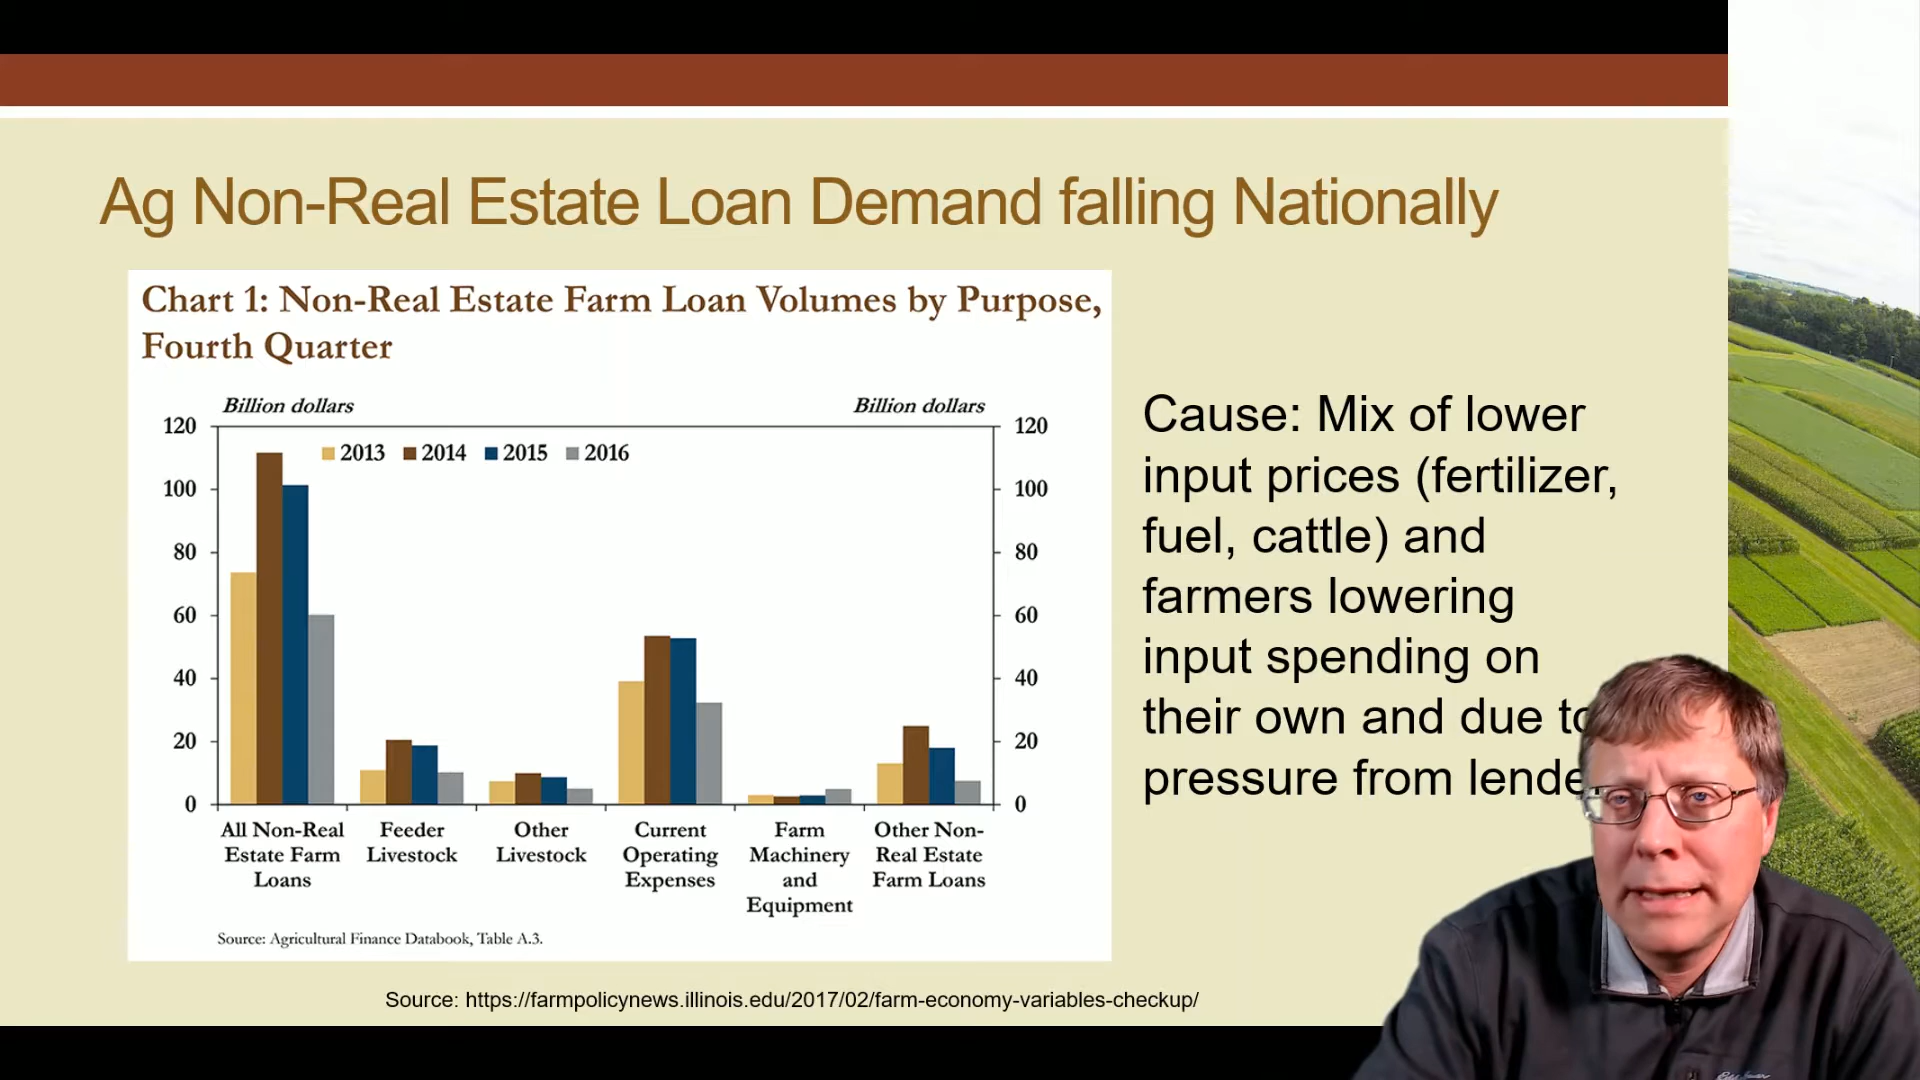 Ag Non-Real Estate Loan Demand falling Nationally
Chart 1: Non-Real Estate Farm Loan Volumes by Purpose,
Fourth Quarter
Billion dollars Billion dollars
120 120
2013 2014 2015 2016
100 100
80 80
60 60
40 40
20 20
0 0
All Non-Real Estate Farm Loans
Feeder Livestock
Other Livestock
Current Operating Expenses
Farm Machinery and Equipment
Other Non-Real Estate Farm Loans
Source: Agricultural Finance Databook, Table A.3.
Cause: Mix of lower
input prices (fertilizer,
fuel, cattle) and
farmers lowering
input spending on
their own and due to
pressure from
Source: https://farmpolicynews.illinois.edu/2017/02/farm-economy-variables-checkup/